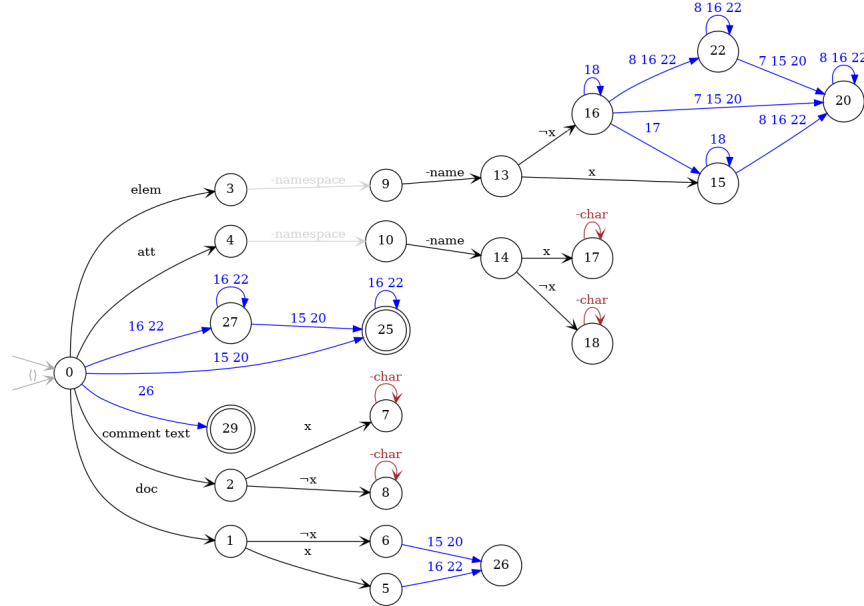 8 16 22
22
8 16 22
7 15 20
8 16 22
18
20
16
7 15 20
17
8 16 22
¬x
18
elem
3
-namespace
9
-name
13
x
15
att
4
-namespace
10
-name
14
x
-char
17
¬x
-char
18
16 22
16 22
16 22
27
15 20
25
15 20
⟨⟩
0
26
29
-char
comment text
x
7
-char
2
¬x
8
doc
1
¬x
6
15 20
x
26
16 22
5